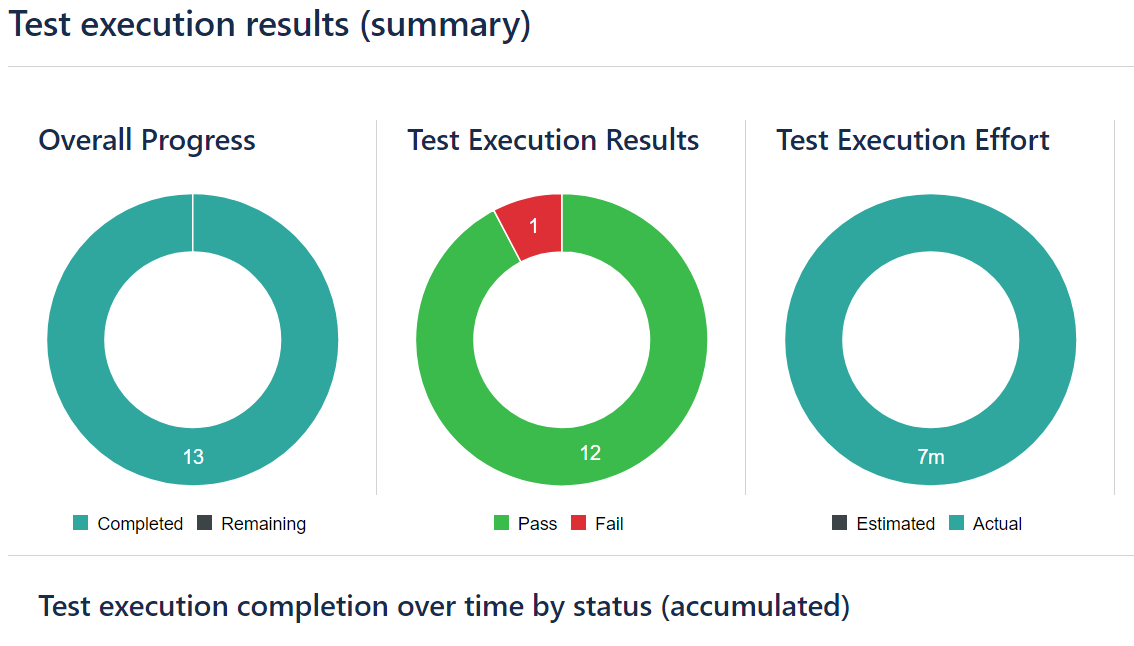 Test execution results (summary)
Overall Progress
13
Completed Remaining
Test Execution Results
1
12
Pass Fail
Test Execution Effort
7m
Estimated Actual
Test execution completion over time by status (accumulated)